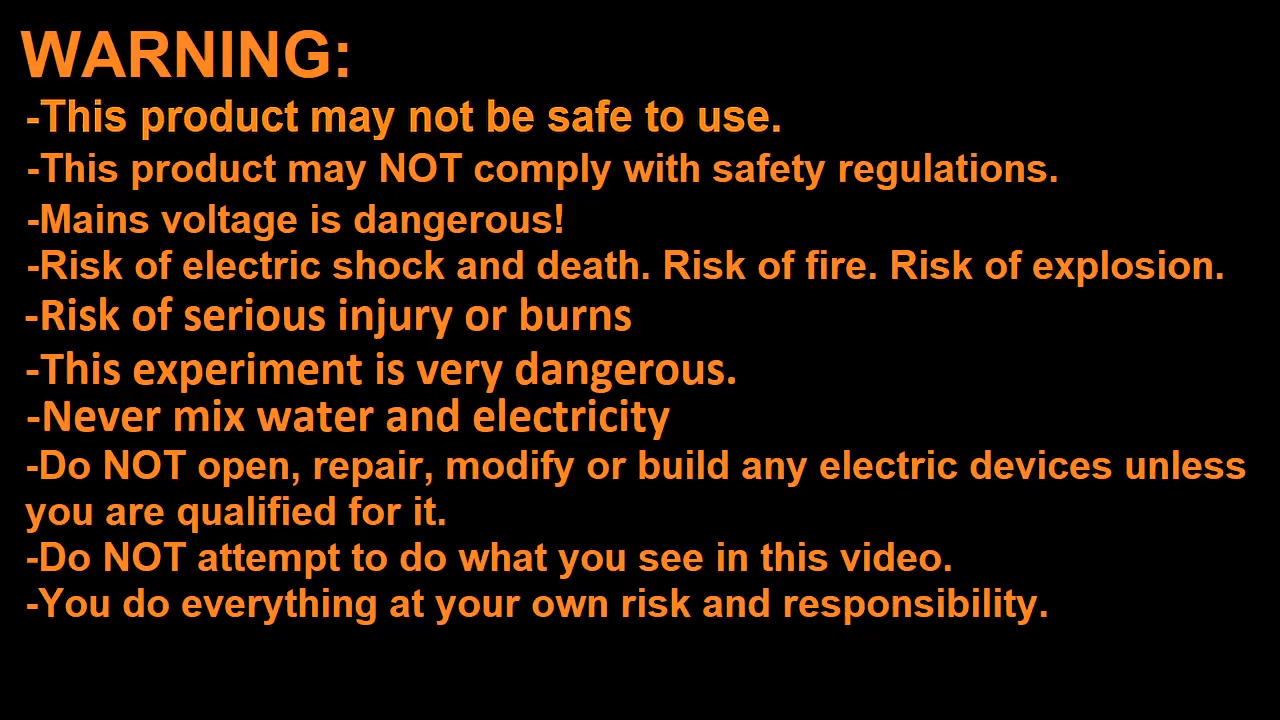 WARNING:
-This product may not be safe to use.
-This product may NOT comply with safety regulations.
-Mains voltage is dangerous!
-Risk of electric shock and death. Risk of fire. Risk of explosion.
-Risk of serious injury or burns
-This experiment is very dangerous.
-Never mix water and electricity
-Do NOT open, repair, modify or build any electric devices unless
you are qualified for it.
-Do NOT attempt to do what you see in this video.
-You do everything at your own risk and responsibility.